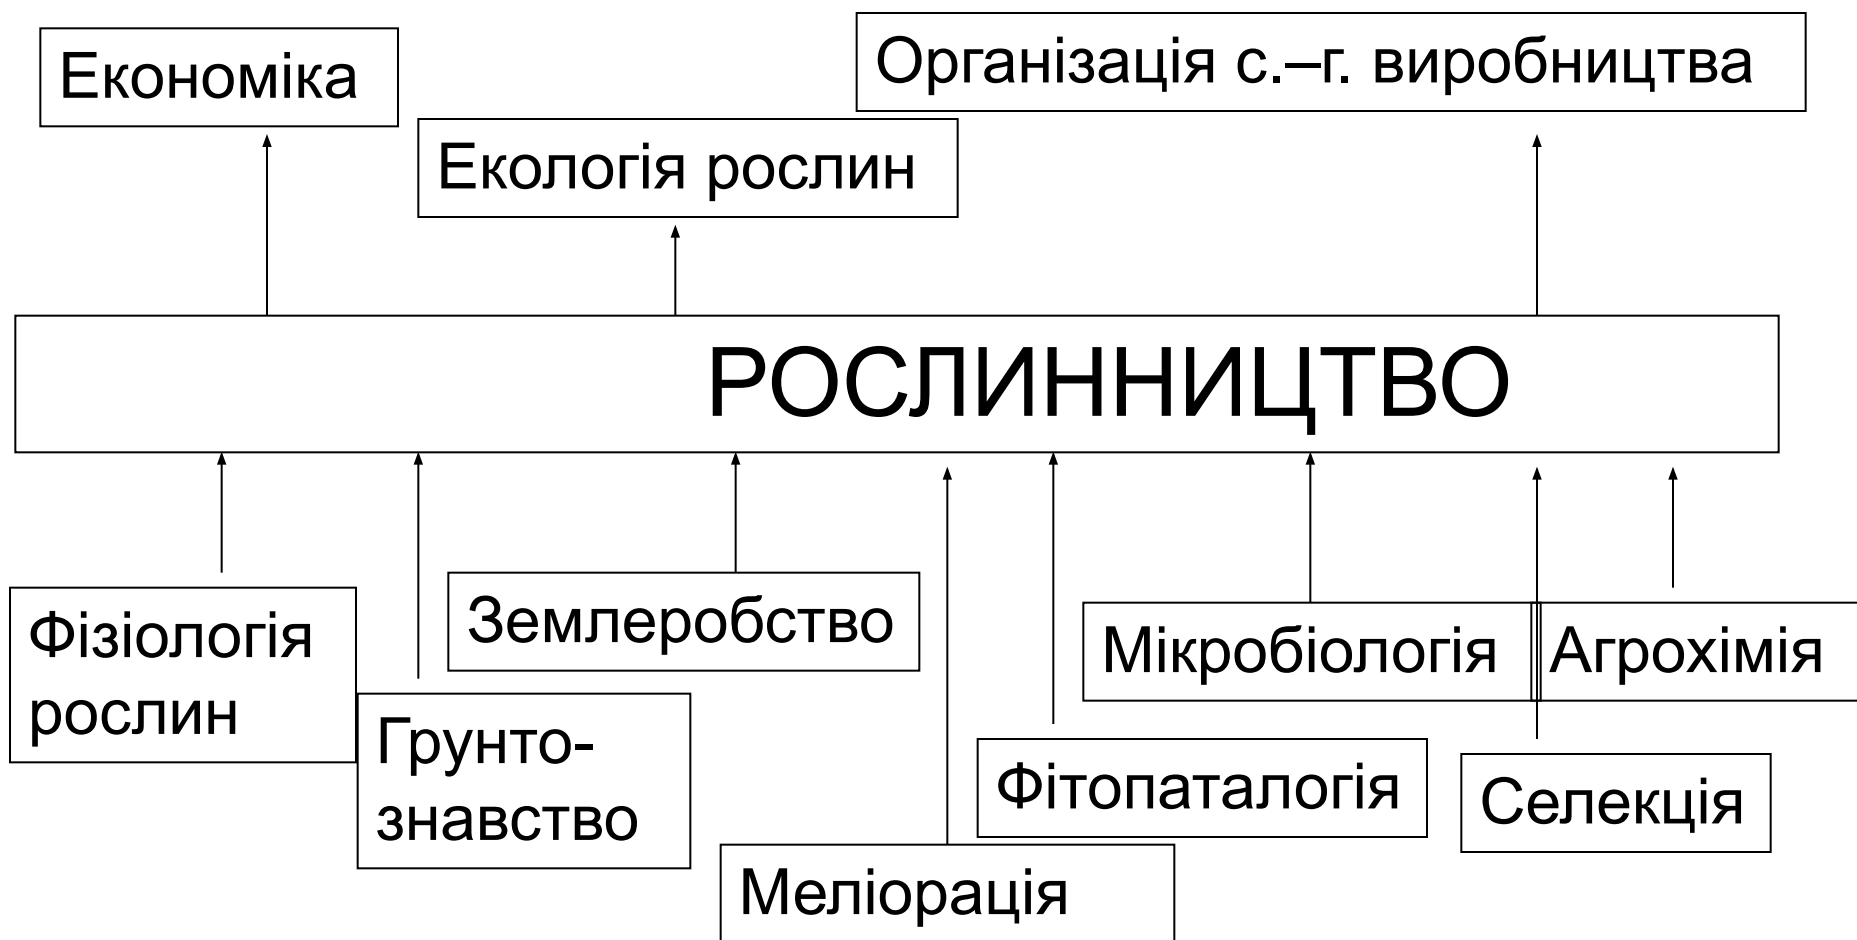 Економіка
Організація с.–г. виробництва
Екологія рослин
РОСЛИННИЦТВО
Фізіологія
рослин
Грунто-
знавство
Землеробство
Меліорація
Фітопаталогія
Мікробіологія
Агрохімія
Селекція